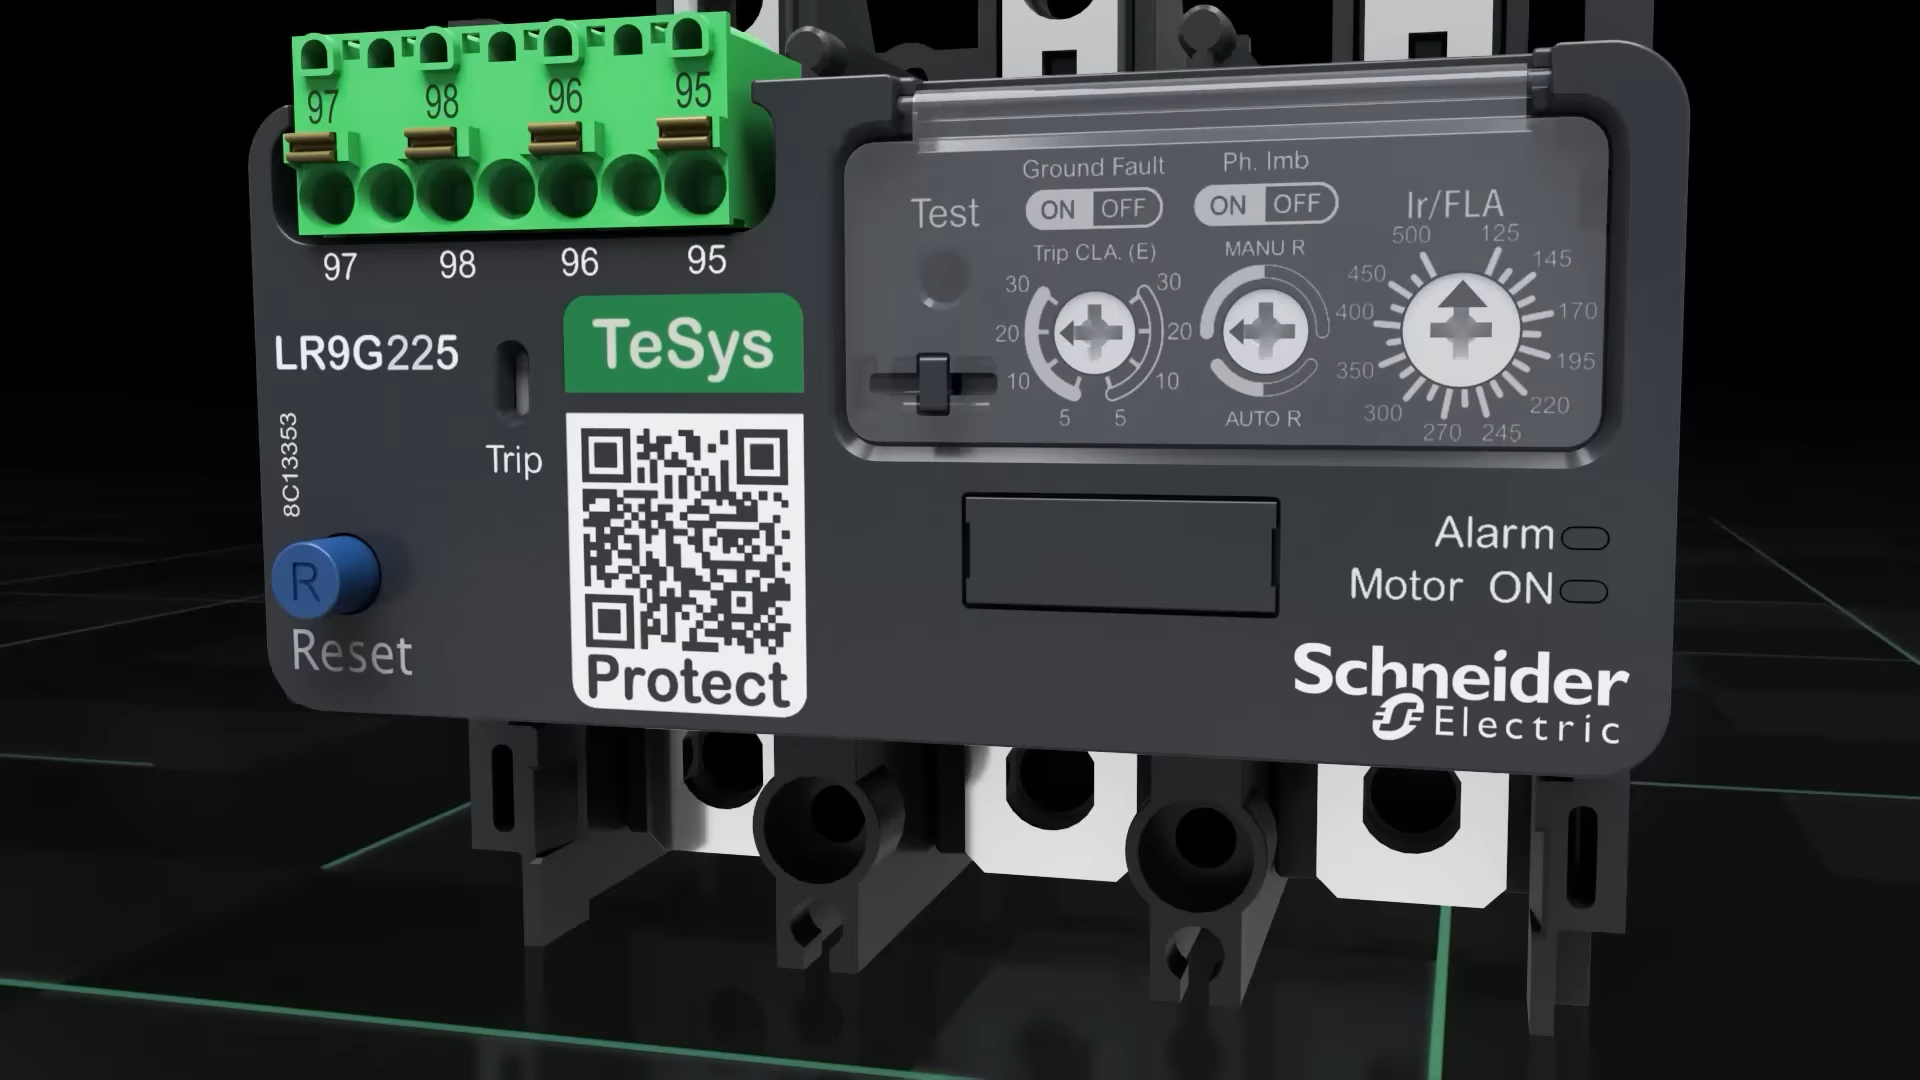 97 98 96 95
97 98 96 95
LR9G225
8C13353
Trip
R
Reset
TeSys
Protect
Test
Ground Fault
ON OFF
Trip CLA. (E)
30 30
20 20
10 10
5 5
Ph. Imb
ON OFF
MANU R
AUTO R
Ir/FLA
500 125
450 145
400 170
350 195
300 220
270 245
Alarm
Motor ON
Schneider
Electric